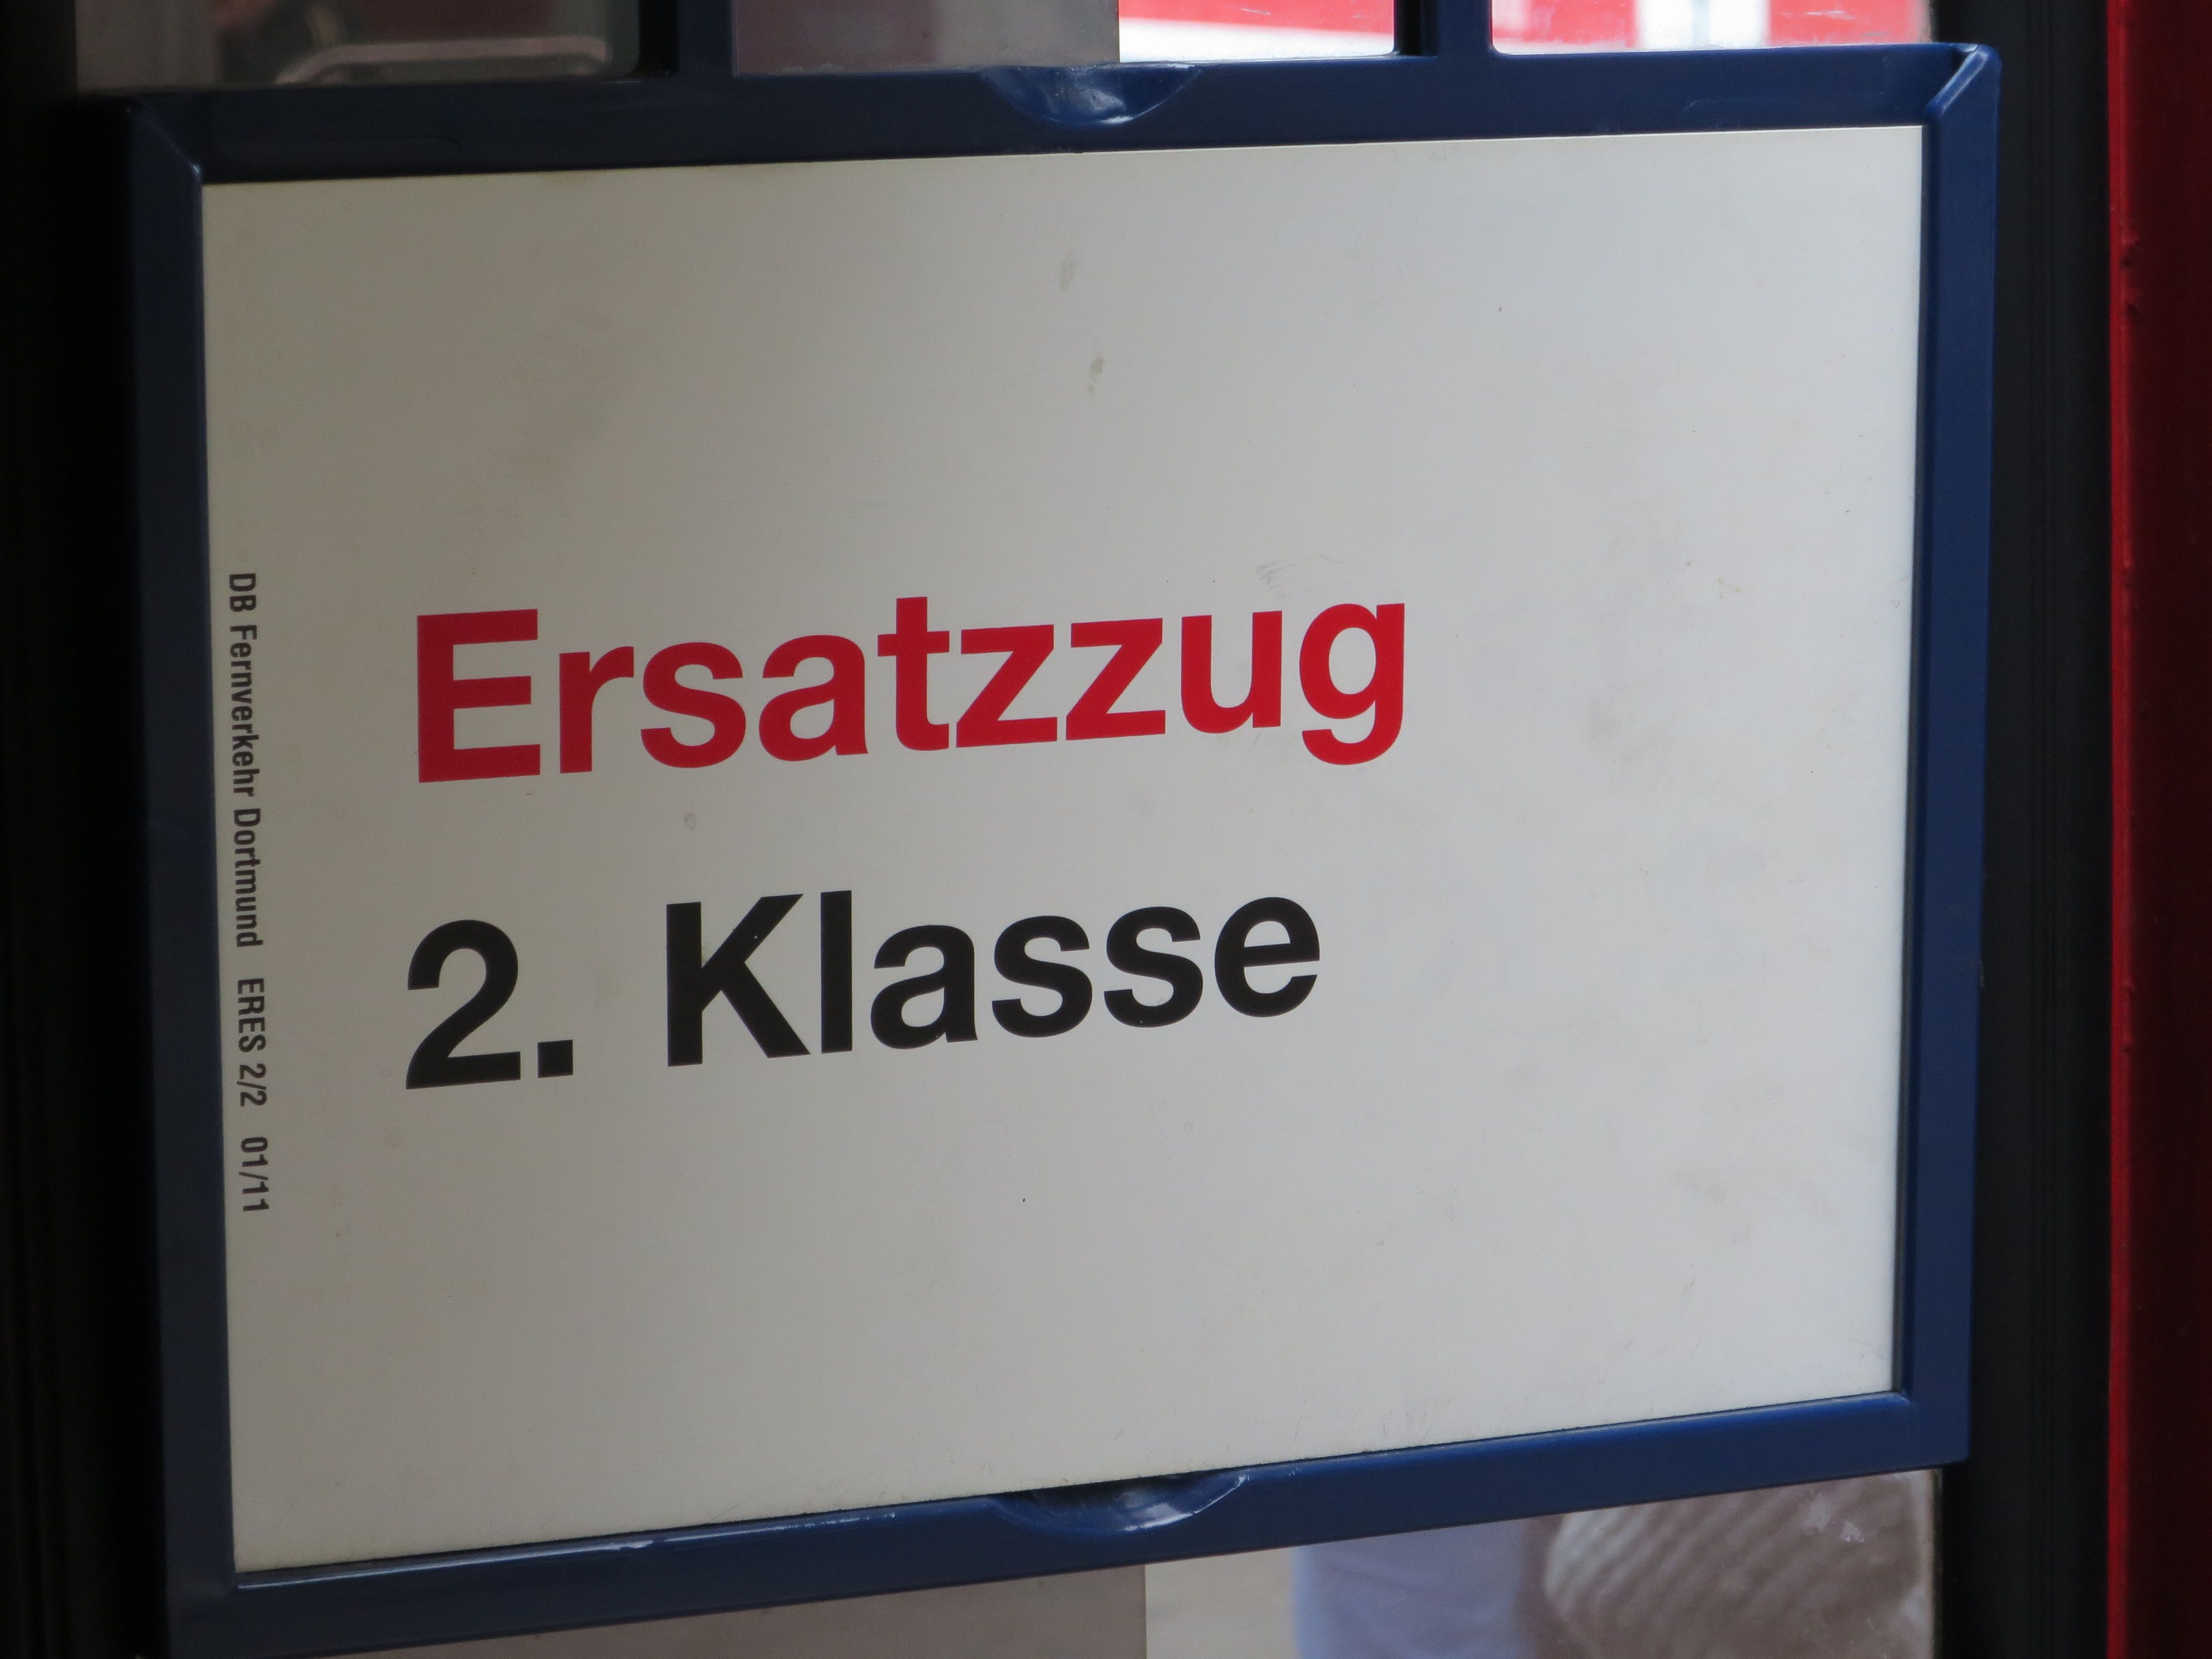 Ersatzzug
2. Klasse
DB Fernverkehr Dortmund ERES 2/2 01/11